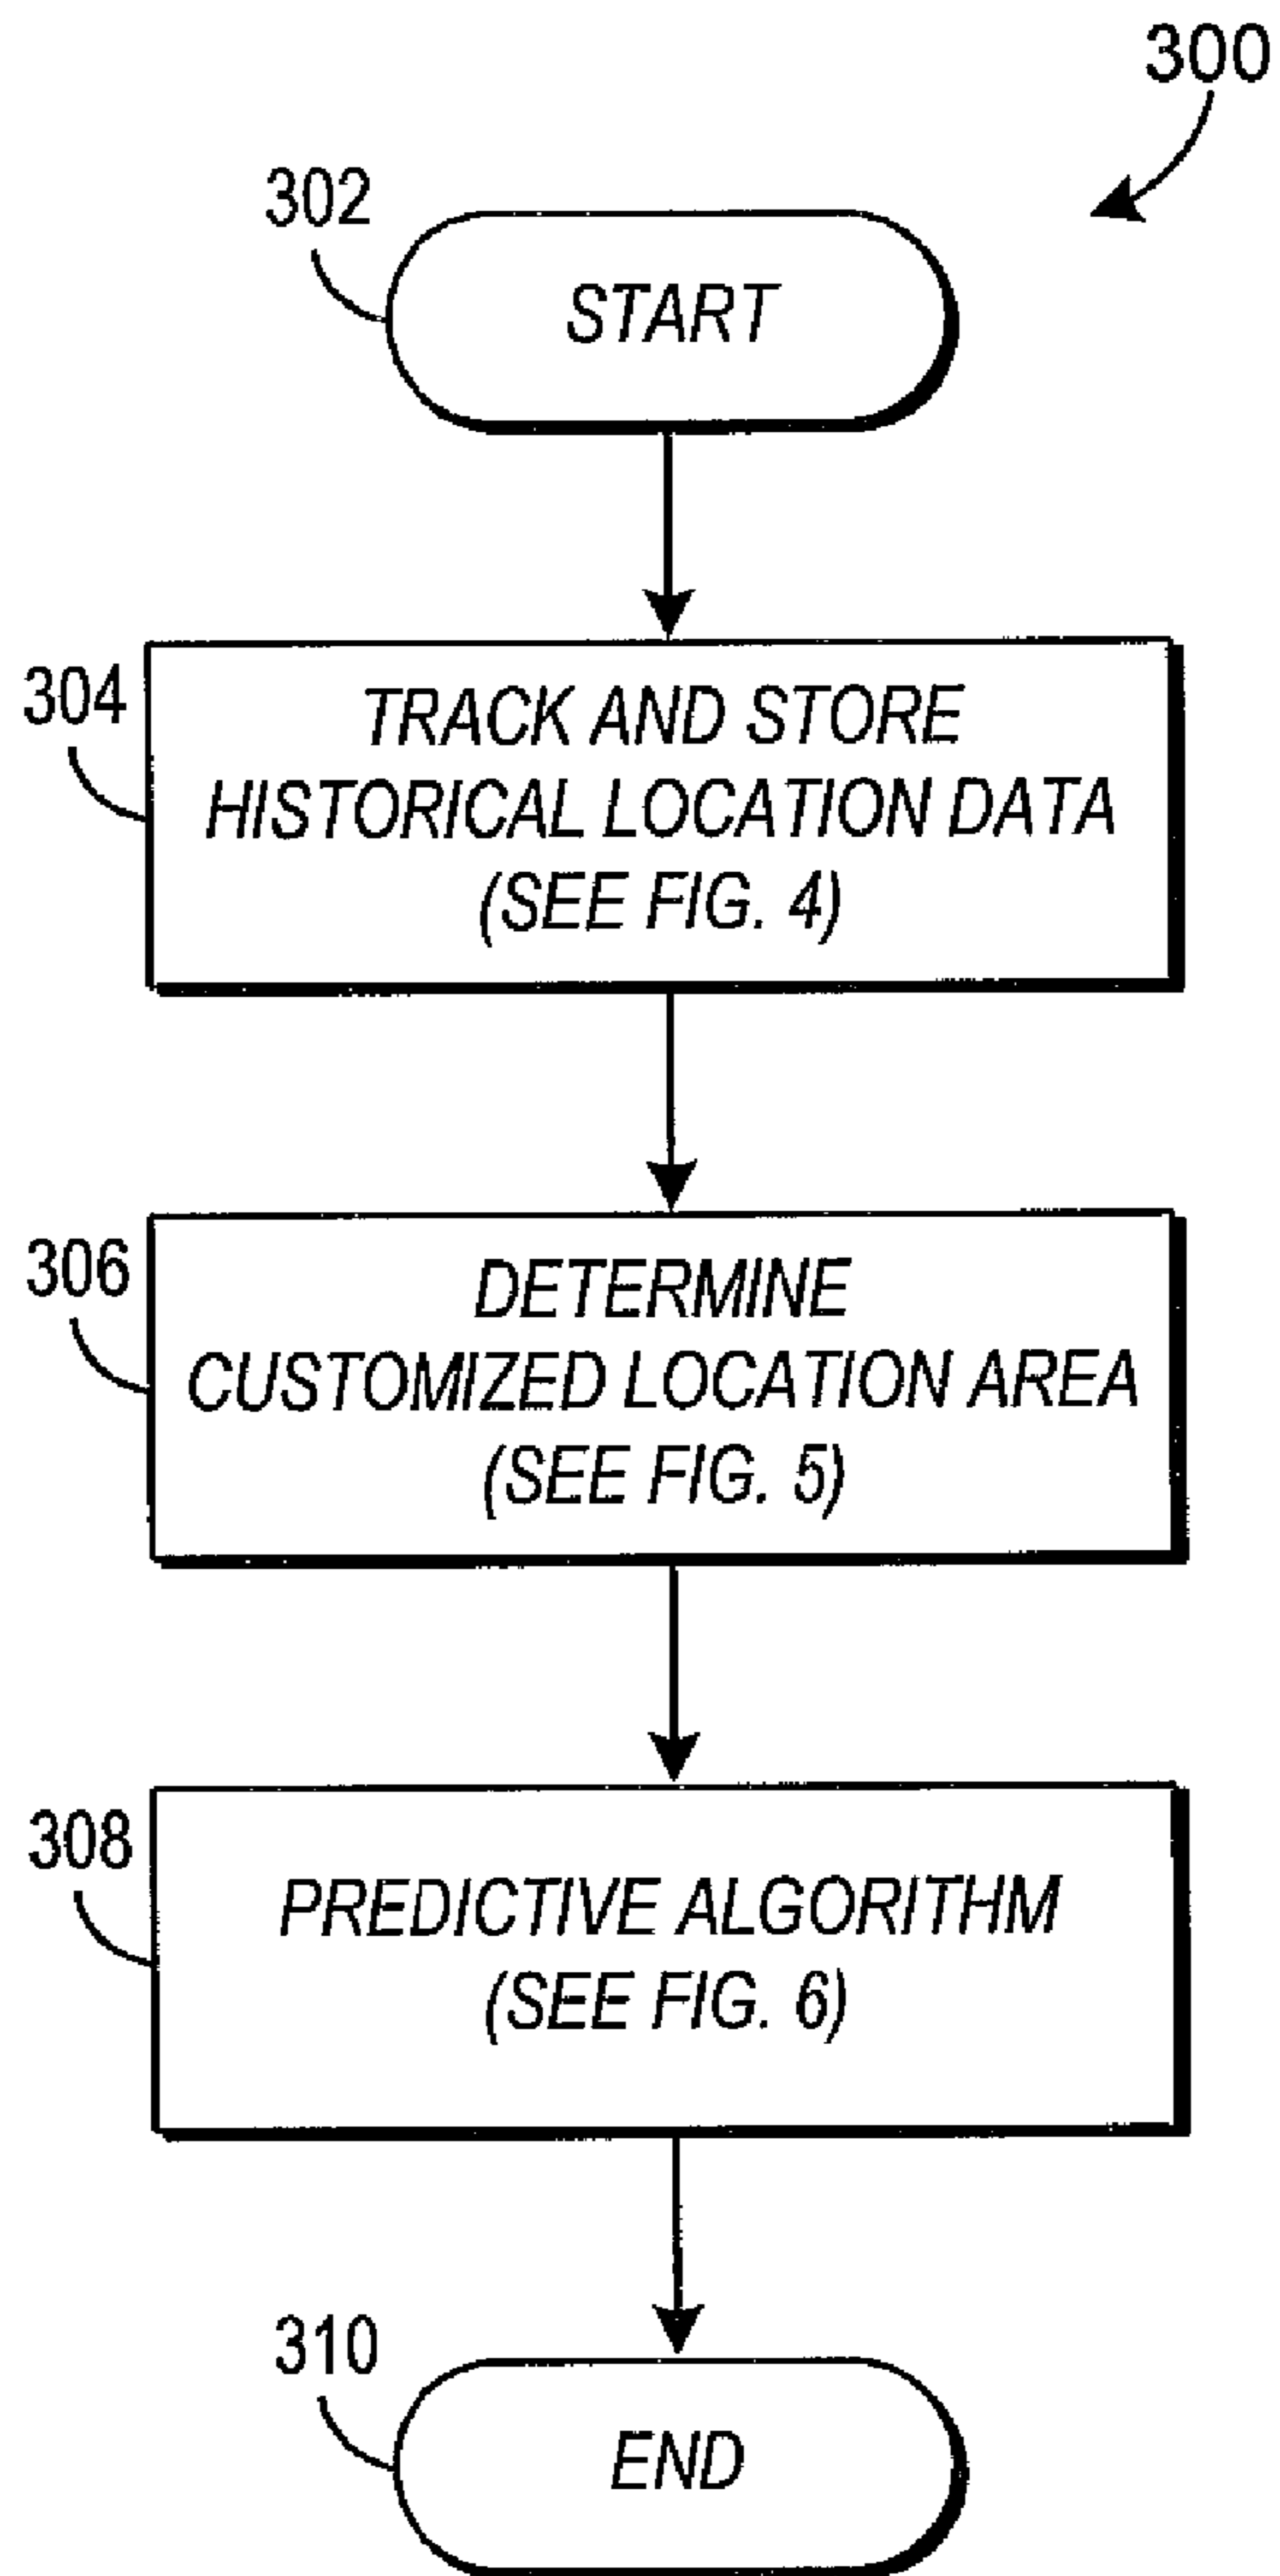 300
302
START
304
TRACK AND STORE
HISTORICAL LOCATION DATA
(SEE FIG. 4)
306
DETERMINE
CUSTOMIZED LOCATION AREA
(SEE FIG. 5)
308
PREDICTIVE ALGORITHM
(SEE FIG. 6)
310
END